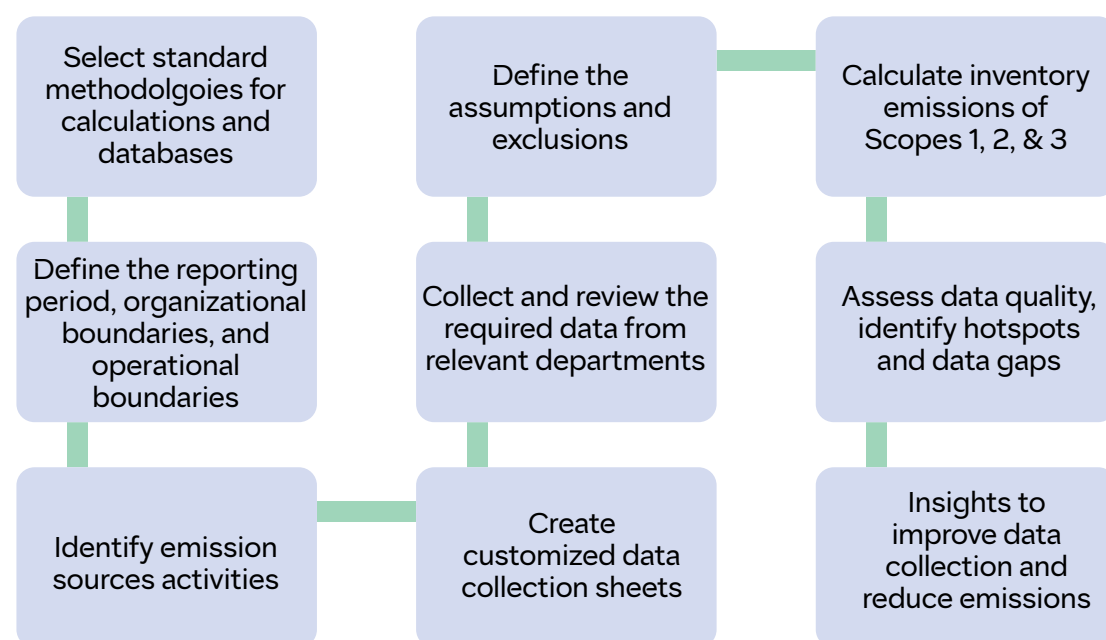 Select standard
methodolgoies for
calculations and
databases
Define the reporting
period, organizational
boundaries, and
operational
boundaries
Identify emission
sources activities
Create
customized data
collection sheets
Collect and review the
required data from
relevant departments
Define the
assumptions and
exclusions
Calculate inventory
emissions of
Scopes 1, 2, & 3
Assess data quality,
identify hotspots
and data gaps
Insights to
improve data
collection and
reduce emissions